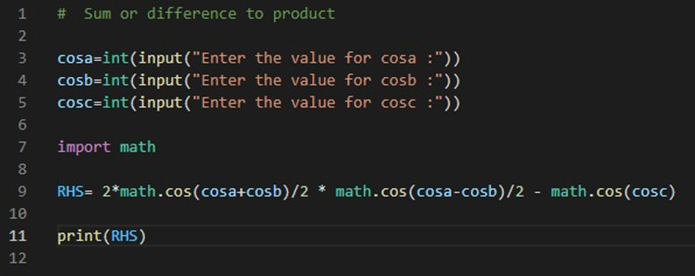 1 #  Sum or difference to product
2
3 cosa=int(input("Enter the value for cosa :"))
4 cosb=int(input("Enter the value for cosb :"))
5 cosc=int(input("Enter the value for cosc :"))
6
7 import math
8
9 RHS= 2*math.cos(cosa+cosb)/2 * math.cos(cosa-cosb)/2 - math.cos(cosc)
10
11 print(RHS)
12